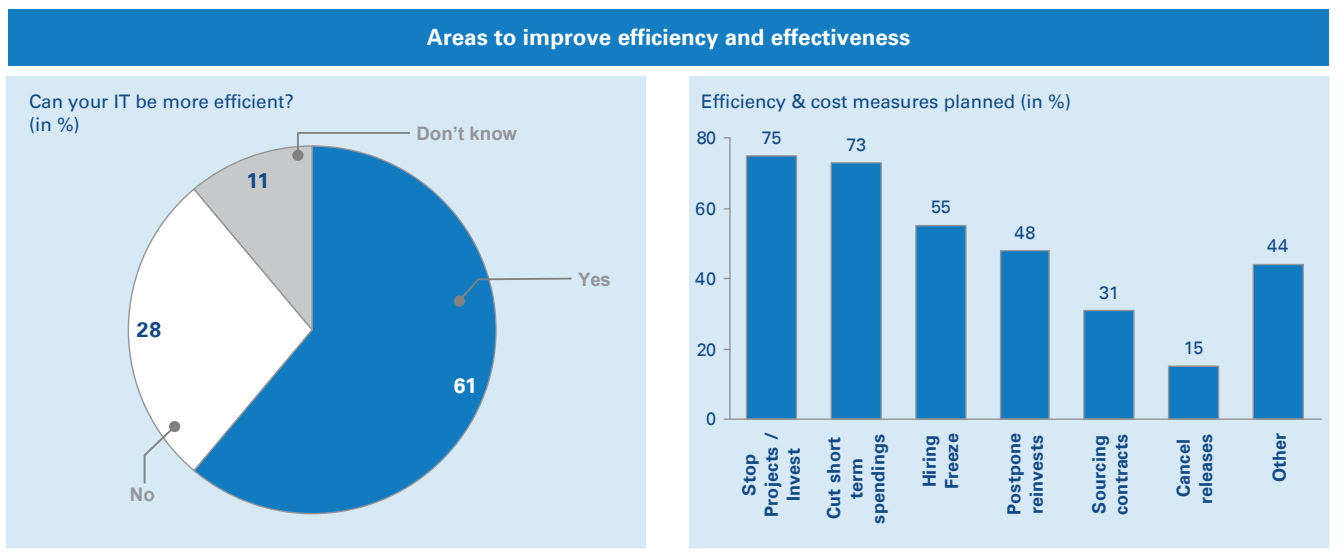 Areas to improve efficiency and effectiveness
Can your IT be more efficient?
(in %)
Don't know
11
Yes
28
61
No
Efficiency & cost measures planned (in %)
80
60
40
20
0
75
73
55
48
31
15
44
Stop
Projects /
Invest
Cut short
term
spendings
Hiring
Freeze
Postpone
reinvests
Sourcing
contracts
Cancel
releases
Other